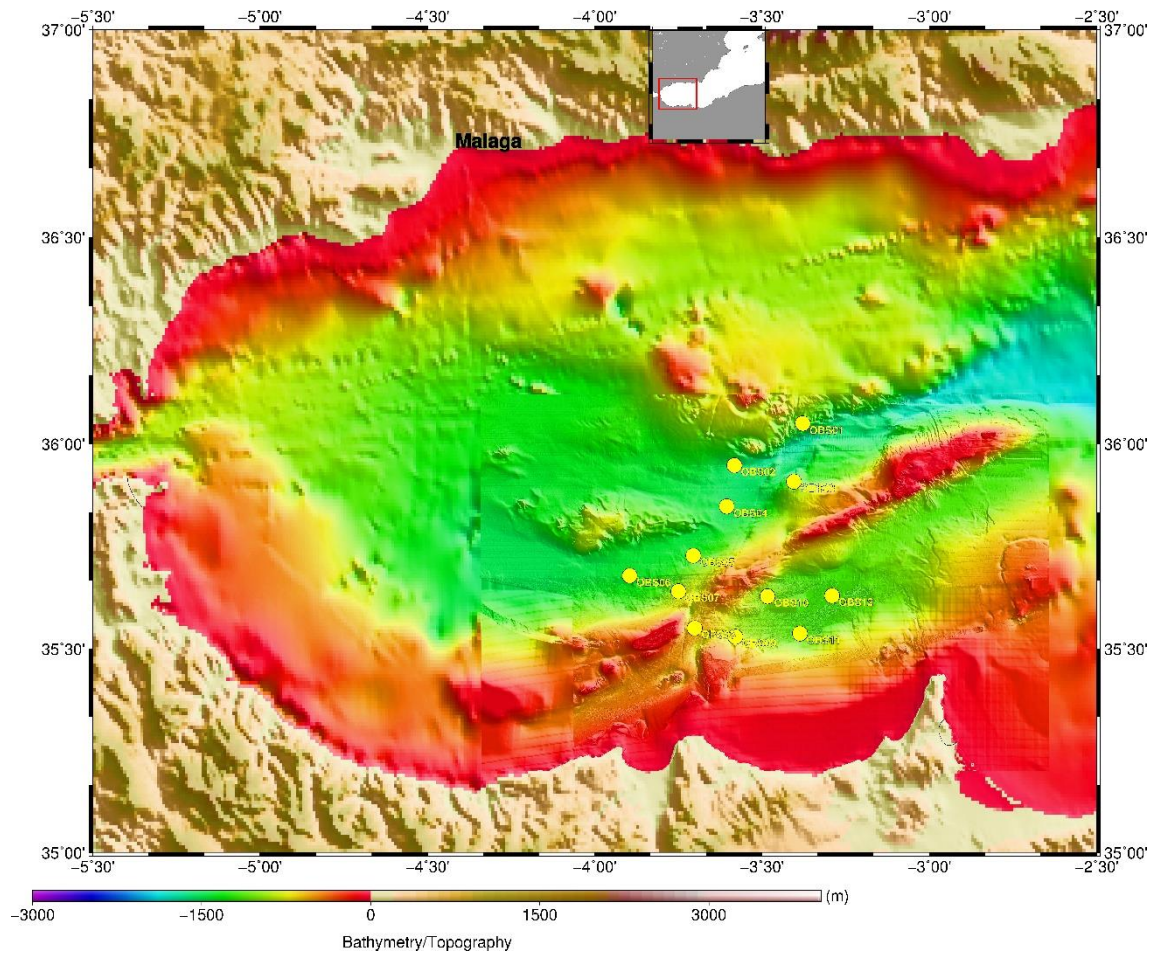 −5˚30' −5˚00' −4˚30' −4˚00' −3˚30' −3˚00' −2˚30'
37˚00' 37˚00'
Malaga
36˚30' 36˚30'
OBS01
36˚00' 36˚00'
OBS02
OBS04
OBS06
OBS07
OBS10 OBS13
35˚30' 35˚30'
35˚00' 35˚00'
−5˚30' −5˚00' −4˚30' −4˚00' −3˚30' −3˚00' −2˚30'
(m)
−3000 −1500 0 1500 3000
Bathymetry/Topography